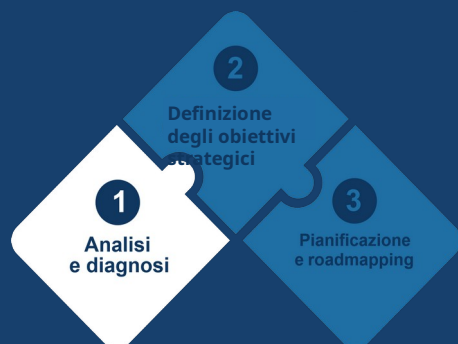 1
Analisi
e diagnosi
2
Definizione
degli obiettivi
strategici
3
Pianificazione
e roadmapping